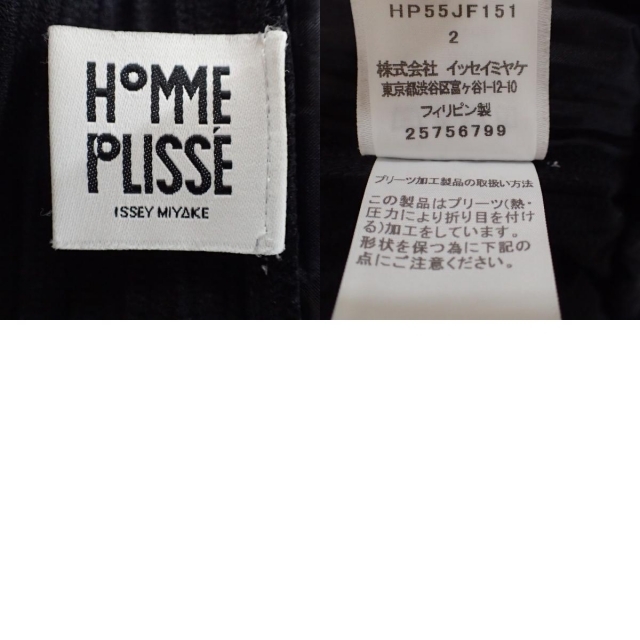 HOMME
PLISSÉ
ISSEY MIYAKE
HP55JF151
2
株式会社 イッセイミヤケ
東京都渋谷区富ヶ谷1-12-10
フィリピン製
25756799
プリーツ加工製品の取扱い方法
この製品はプリーツ(熱・
圧力により折り目を付け
る)加工をしています。
形状を保つ為に下記の
点にご注意ください。